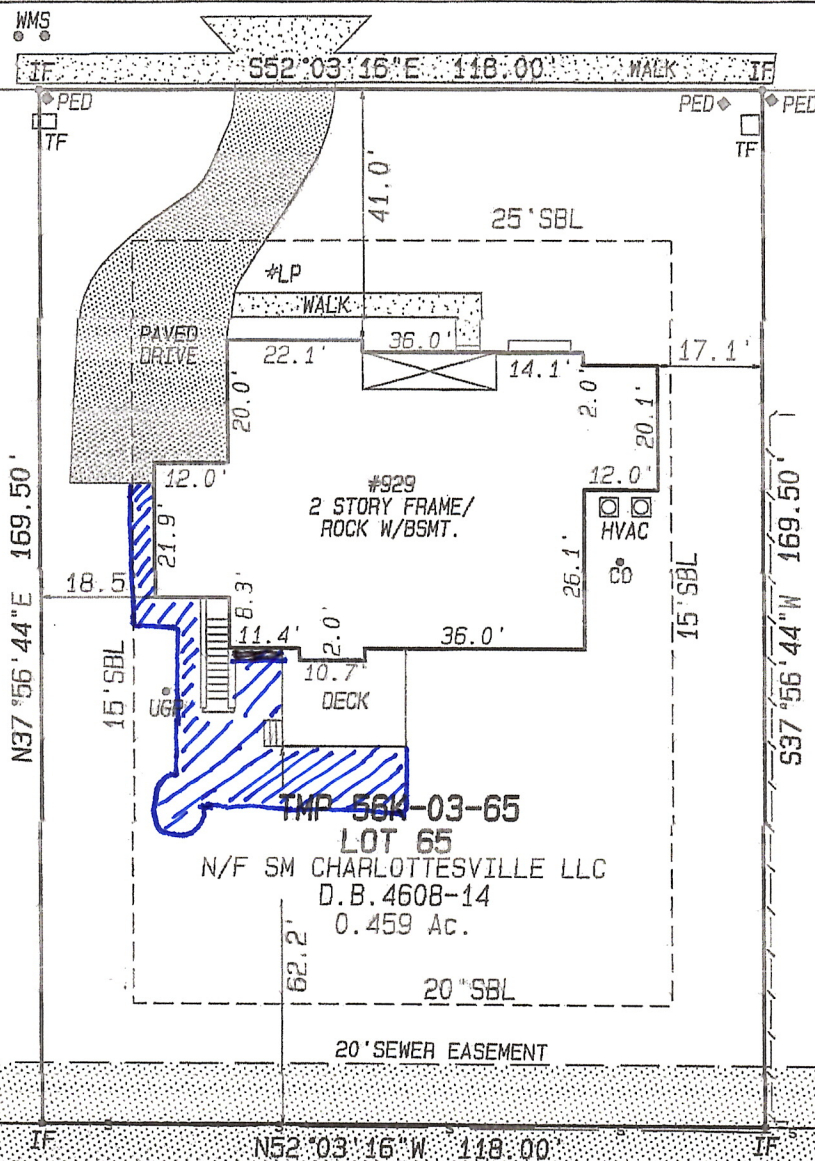 WMS
IF S52°03'16"E 118.00' WALK IF
PED PED PED
TF TF
41.0'
25'SBL
#LP
WALK
PAVED
DRIVE
22.1' 36.0' 14.1' 2.0' 17.1'
20.0' 20.1'
12.0' 12.0'
#929
2 STORY FRAME/
ROCK W/BSMT.
HVAC
CO
N37°56'44"E 169.50'
S37°56'44"W 169.50'
21.9'
26.1'
18.5
8.3'
11.4' 2.0' 36.0'
10.7'
DECK
15'SBL
15'SBL
TMP 56K-03-65
LOT 65
N/F SM CHARLOTTESVILLE LLC
D.B.4608-14
0.459 Ac.
62.2'
20'SBL
20'SEWER EASEMENT
S S S S
IF N52°03'16"W 118.00' IF